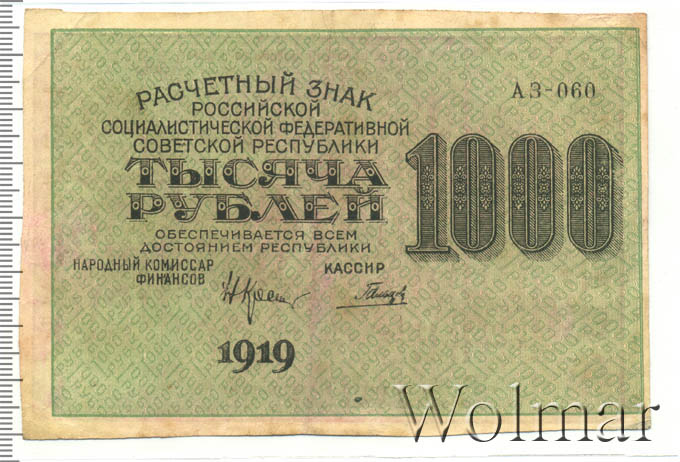 РАСЧЕТНЫЙ ЗНАК
РОССИЙСКОЙ
СОЦИАЛИСТИЧЕСКОЙ ФЕДЕРАТИВНОЙ
СОВЕТСКОЙ РЕСПУБЛИКИ
ТЫСЯЧА
РУБЛЕЙ
ОБЕСПЕЧИВАЕТСЯ ВСЕМ
ДОСТОЯНИЕМ РЕСПУБЛИКИ
НАРОДНЫЙ КОМИССАР
ФИНАНСОВ
КАССИР
1919
АЗ-060
1000
Wolmar